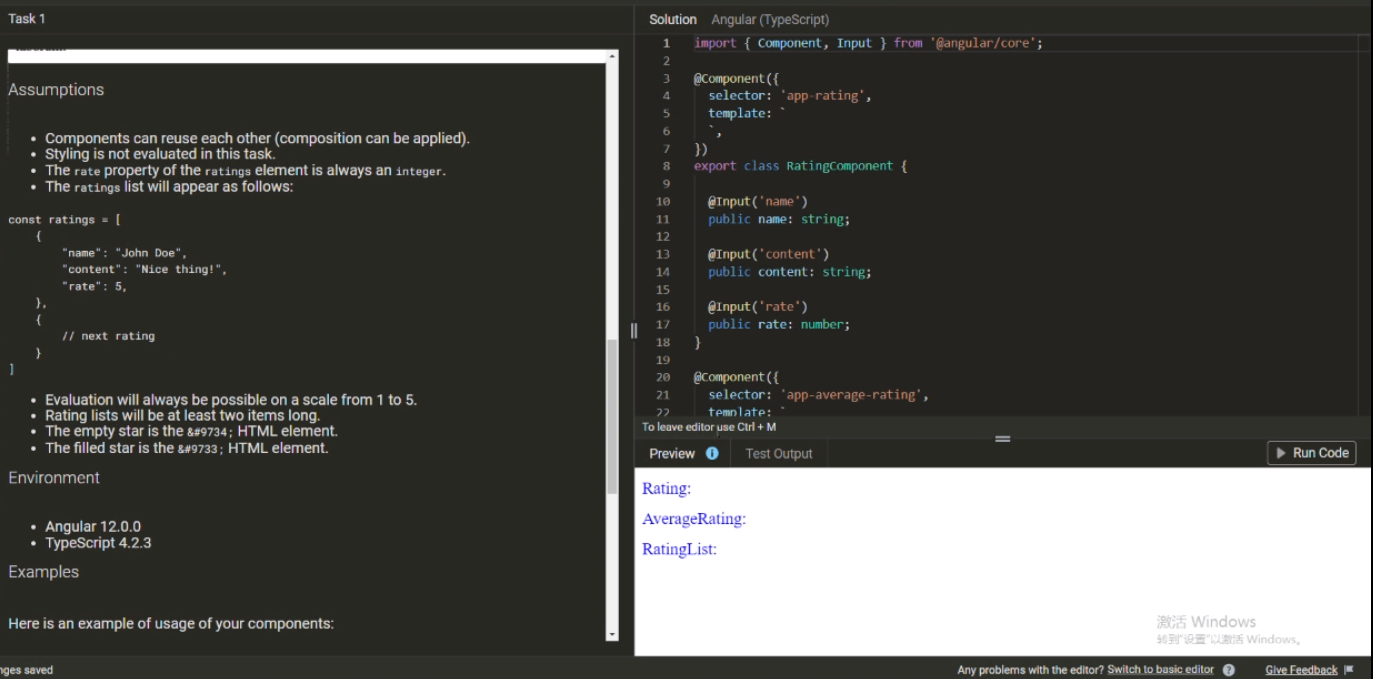 Task 1
Assumptions
Components can reuse each other (composition can be applied).
Styling is not evaluated in this task.
The rate property of the ratings element is always an integer.
The ratings list will appear as follows:
const ratings = [
{
"name": "John Doe",
"content": "Nice thing!",
"rate": 5,
},
{
// next rating
}
]
Evaluation will always be possible on a scale from 1 to 5.
Rating lists will be at least two items long.
The empty star is the &#9734; HTML element.
The filled star is the &#9733; HTML element.
Environment
Angular 12.0.0
TypeScript 4.2.3
Examples
Here is an example of usage of your components:
nges saved
Solution Angular (TypeScript)
1 import { Component, Input } from '@angular/core';
2
3 @Component({
4 selector: 'app-rating',
5 template: `
6 `,
7 })
8 export class RatingComponent {
9
10 @Input('name')
11 public name: string;
12
13 @Input('content')
14 public content: string;
15
16 @Input('rate')
17 public rate: number;
18 }
19
20 @Component({
21 selector: 'app-average-rating',
22 template: `
To leave editor use Ctrl + M
Preview Test Output Run Code
Rating:
AverageRating:
RatingList:
激活 Windows
转到"设置"以激活 Windows。
Any problems with the editor? Switch to basic editor ? Give Feedback